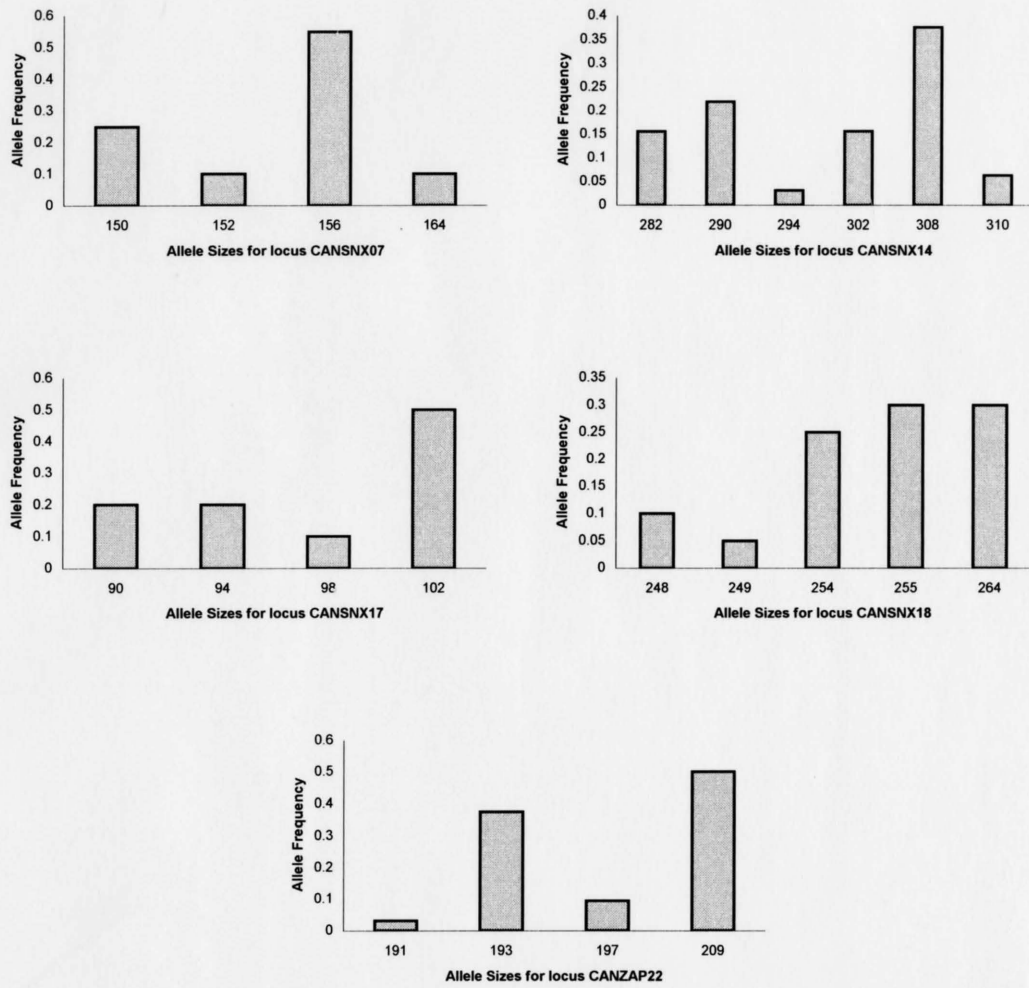 0.6
0.5
0.4
0.3
0.2
0.1
0
Allele Frequency
150 152 156 164
Allele Sizes for locus CANSNX07
0.4
0.35
0.3
0.25
0.2
0.15
0.1
0.05
0
Allele Frequency
282 290 294 302 308 310
Allele Sizes for locus CANSNX14
0.6
0.5
0.4
0.3
0.2
0.1
0
Allele Frequency
90 94 98 102
Allele Sizes for locus CANSNX17
0.35
0.3
0.25
0.2
0.15
0.1
0.05
0
Allele Frequency
248 249 254 255 264
Allele Sizes for locus CANSNX18
0.6
0.5
0.4
0.3
0.2
0.1
0
Allele Frequency
191 193 197 209
Allele Sizes for locus CANZAP22